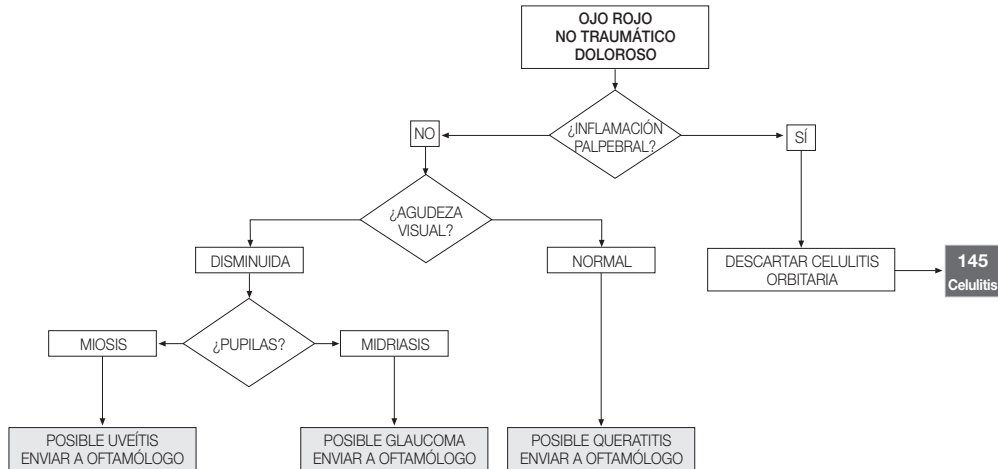 OJO ROJO
NO TRAUMÁTICO
DOLOROSO
¿INFLAMACIÓN
PALPEBRAL?
NO
SÍ
¿AGUDEZA
VISUAL?
DISMINUIDA
NORMAL
DESCARTAR CELULITIS
ORBITARIA
145
Celulitis
MIOSIS
¿PUPILAS?
MIDRIASIS
POSIBLE UVEÍTIS
ENVIAR A OFTAMÓLOGO
POSIBLE GLAUCOMA
ENVIAR A OFTAMÓLOGO
POSIBLE QUERATITIS
ENVIAR A OFTAMÓLOGO